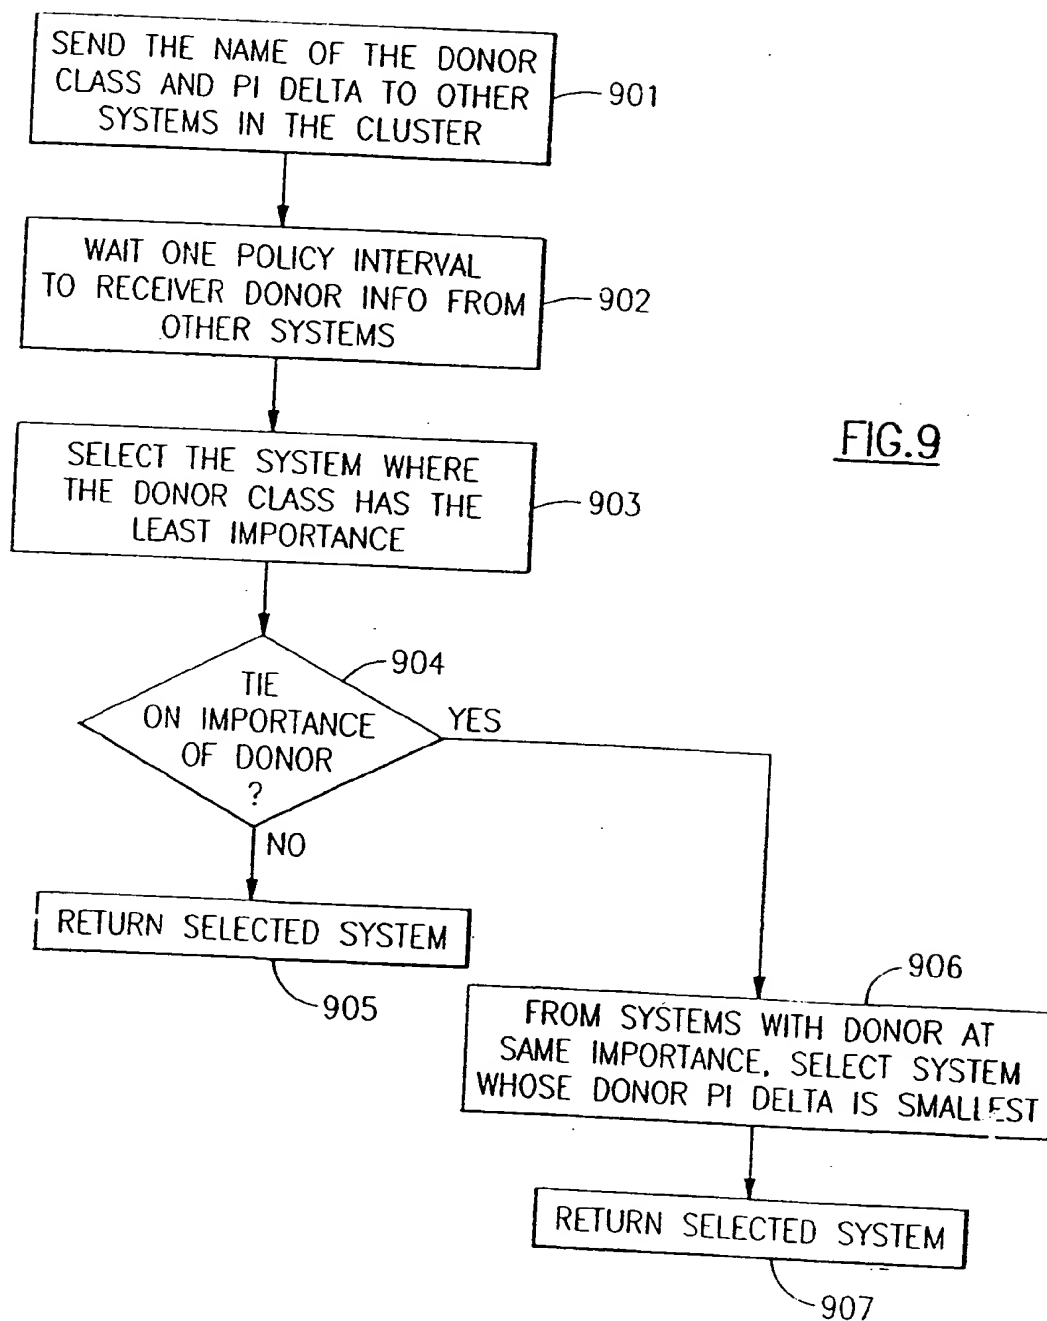 SEND THE NAME OF THE DONOR
CLASS AND PI DELTA TO OTHER
SYSTEMS IN THE CLUSTER
901
WAIT ONE POLICY INTERVAL
TO RECEIVER DONOR INFO FROM
OTHER SYSTEMS
902
SELECT THE SYSTEM WHERE
THE DONOR CLASS HAS THE
LEAST IMPORTANCE
903
FIG.9
TIE
ON IMPORTANCE
OF DONOR
?
904
YES
NO
RETURN SELECTED SYSTEM
905
906
FROM SYSTEMS WITH DONOR AT
SAME IMPORTANCE, SELECT SYSTEM
WHOSE DONOR PI DELTA IS SMALLEST
RETURN SELECTED SYSTEM
907